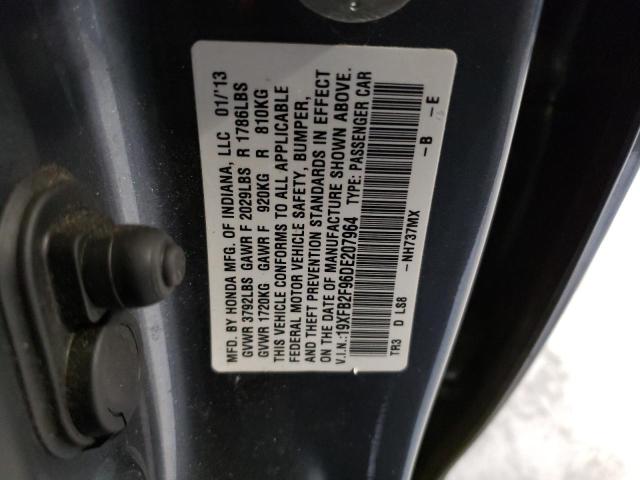 MFD. BY HONDA MFG. OF INDIANA, LLC 01/'13
GVWR 3792LBS GAWR F 2029LBS R 1786LBS
GVWR 1720KG GAWR F 920KG R 810KG
THIS VEHICLE CONFORMS TO ALL APPLICABLE
FEDERAL MOTOR VEHICLE SAFETY, BUMPER,
AND THEFT PREVENTION STANDARDS IN EFFECT
ON THE DATE OF MANUFACTURE SHOWN ABOVE.
V.I.N.:19XFB2F96DE207964 TYPE: PASSENGER CAR
TR3 D LS8 -NH737MX -B -E